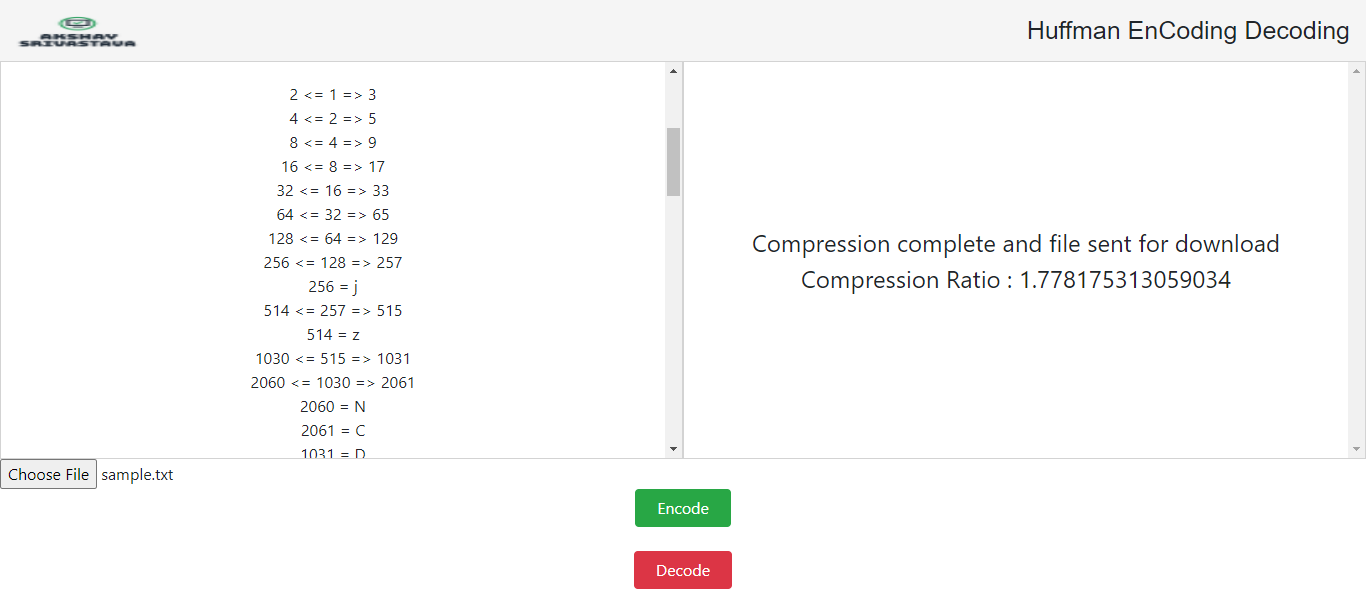 AKSHAY
SRIVASTAVA
Huffman EnCoding Decoding
2 <= 1 => 3
4 <= 2 => 5
8 <= 4 => 9
16 <= 8 => 17
32 <= 16 => 33
64 <= 32 => 65
128 <= 64 => 129
256 <= 128 => 257
256 = j
514 <= 257 => 515
514 = z
1030 <= 515 => 1031
2060 <= 1030 => 2061
2060 = N
2061 = C
1031 = D
Compression complete and file sent for download
Compression Ratio : 1.778175313059034
Choose File sample.txt
Encode
Decode